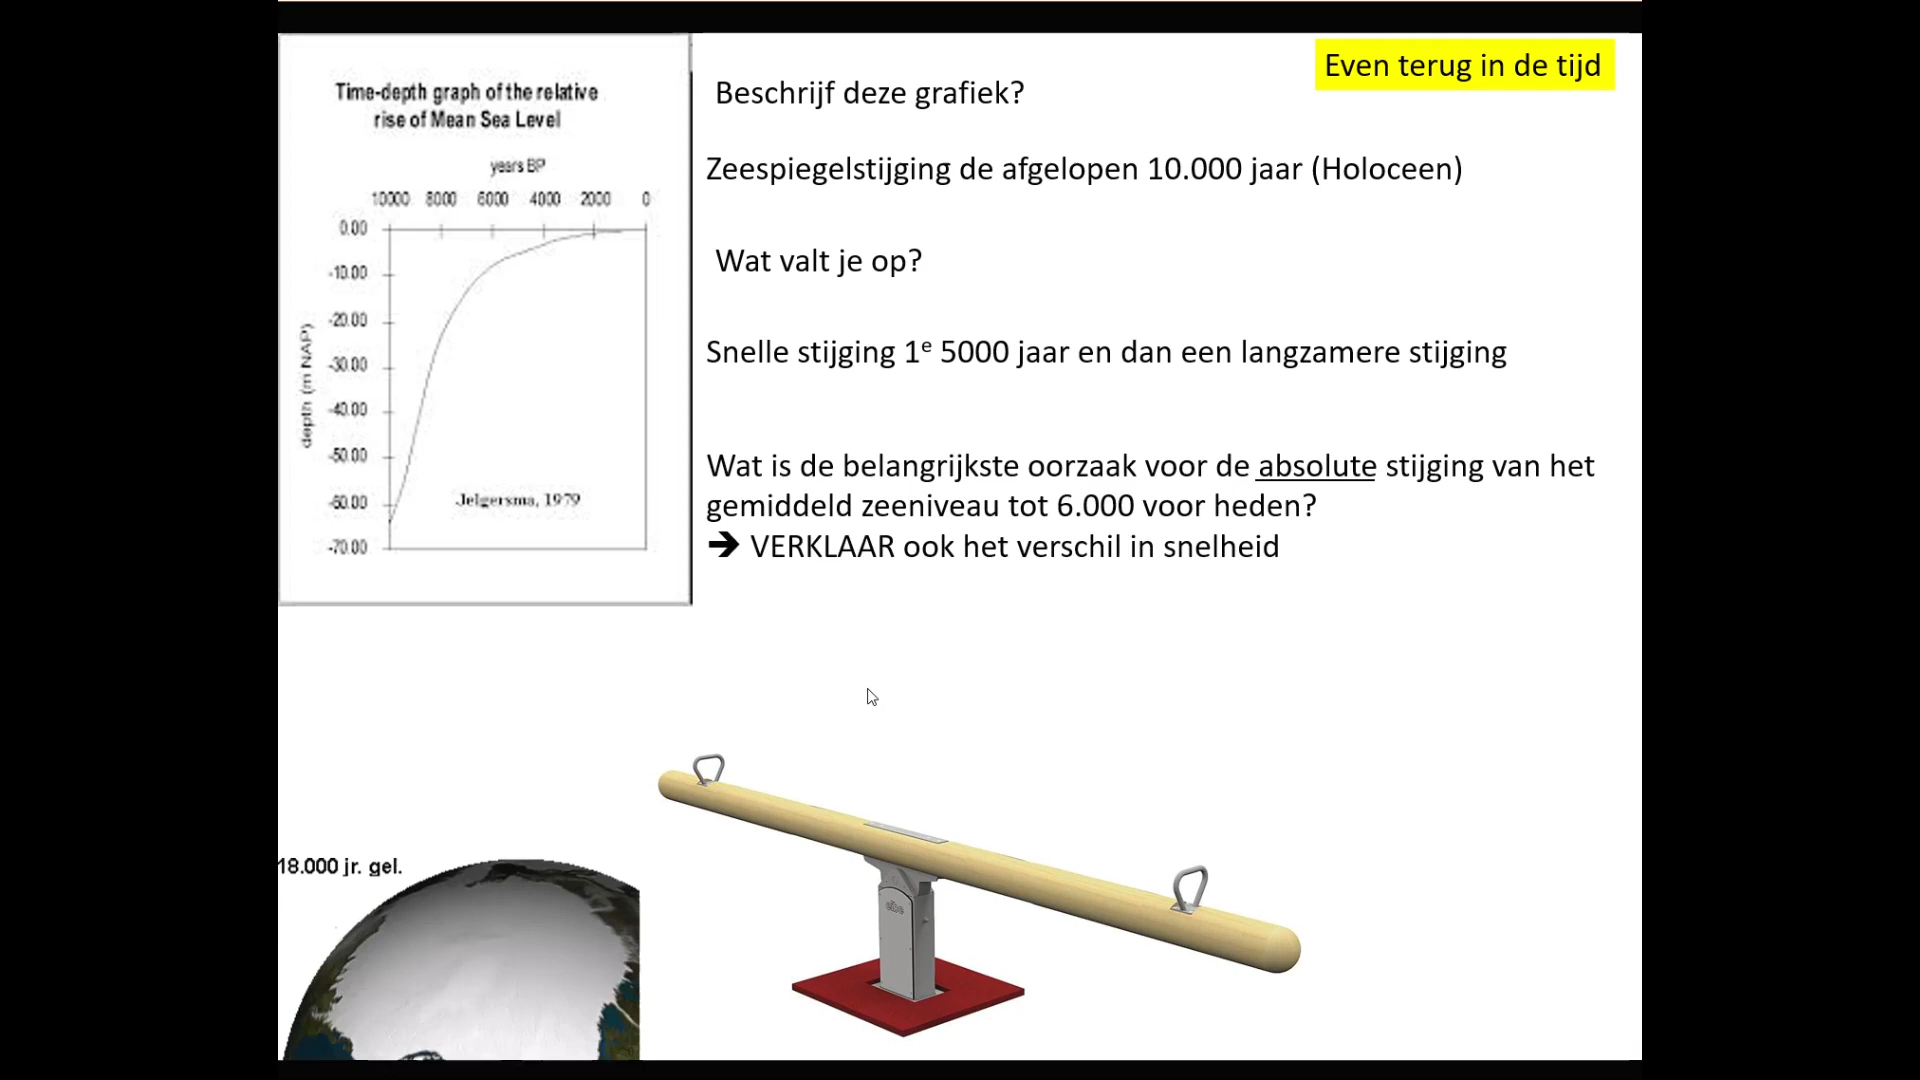 Even terug in de tijd
Time-depth graph of the relative
rise of Mean Sea Level
years BP
10000 8000 6000 4000 2000 0
0.00
-10.00
-20.00
-30.00
-40.00
-50.00
-60.00
-70.00
depth (m NAP)
Jelgersma, 1979
Beschrijf deze grafiek?
Zeespiegelstijging de afgelopen 10.000 jaar (Holoceen)
Wat valt je op?
Snelle stijging 1e 5000 jaar en dan een langzamere stijging
Wat is de belangrijkste oorzaak voor de absolute stijging van het
gemiddeld zeeniveau tot 6.000 voor heden?
➔ VERKLAAR ook het verschil in snelheid
18.000 jr. gel.
eibe